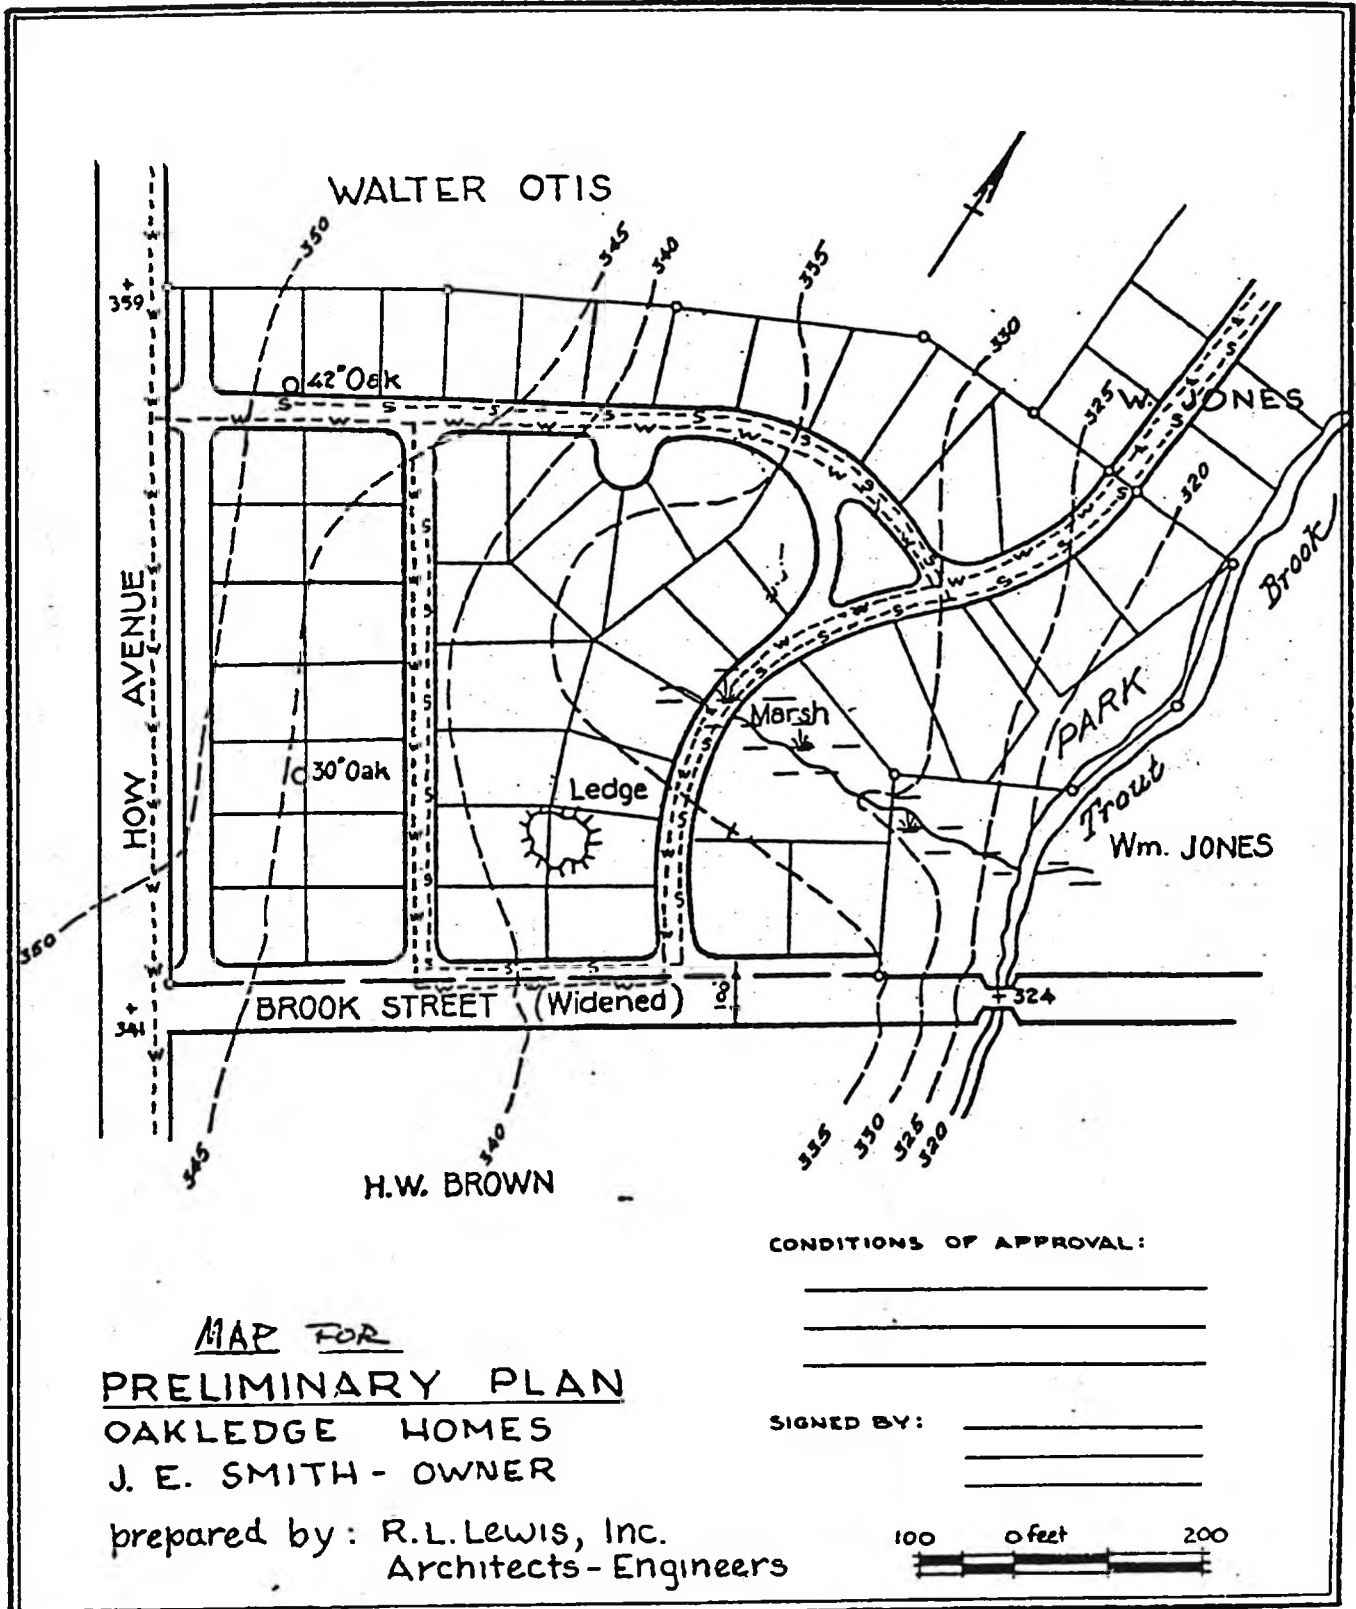 WALTER OTIS
350
345
340
335
330
325
320
359
42"Oak
W. JONES
HOW AVENUE
Brook
Marsh
PARK
30"Oak
Ledge
Trout
Wm. JONES
350
BROOK STREET (Widened)
324
341
345
340
335
330
325
320
H.W. BROWN
CONDITIONS OF APPROVAL:
MAP FOR
PRELIMINARY PLAN
OAKLEDGE HOMES
J. E. SMITH - OWNER
SIGNED BY:
prepared by: R.L. Lewis, Inc.
Architects - Engineers
100 0 feet 200